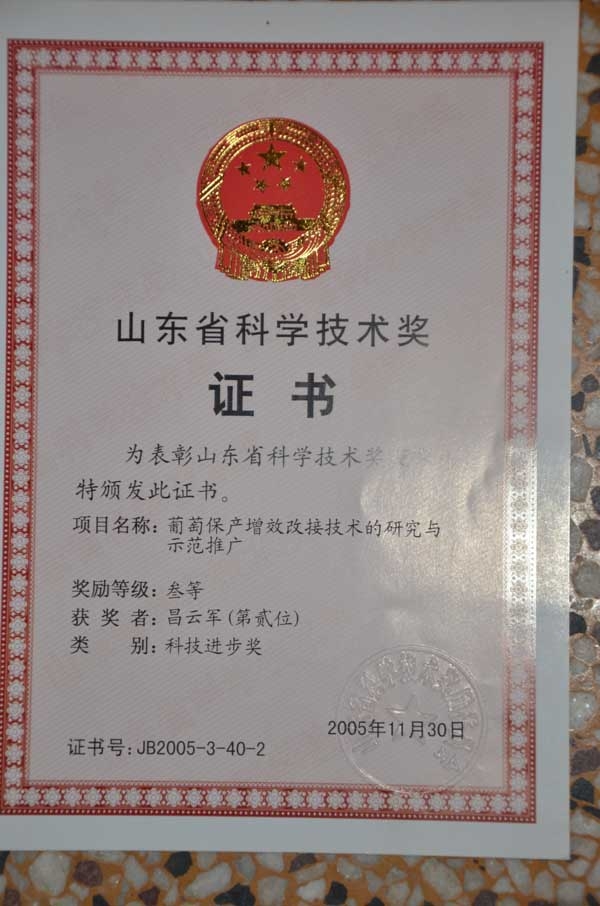 山东省科学技术奖
证书
为表彰山东省科学技术奖
特颁发此证书。
项目名称：葡萄保产增效改接技术的研究与
示范推广
奖励等级：叁等
获奖者：昌云军(第贰位)
类别：科技进步奖
2005年11月30日
证书号：JB2005-3-40-2